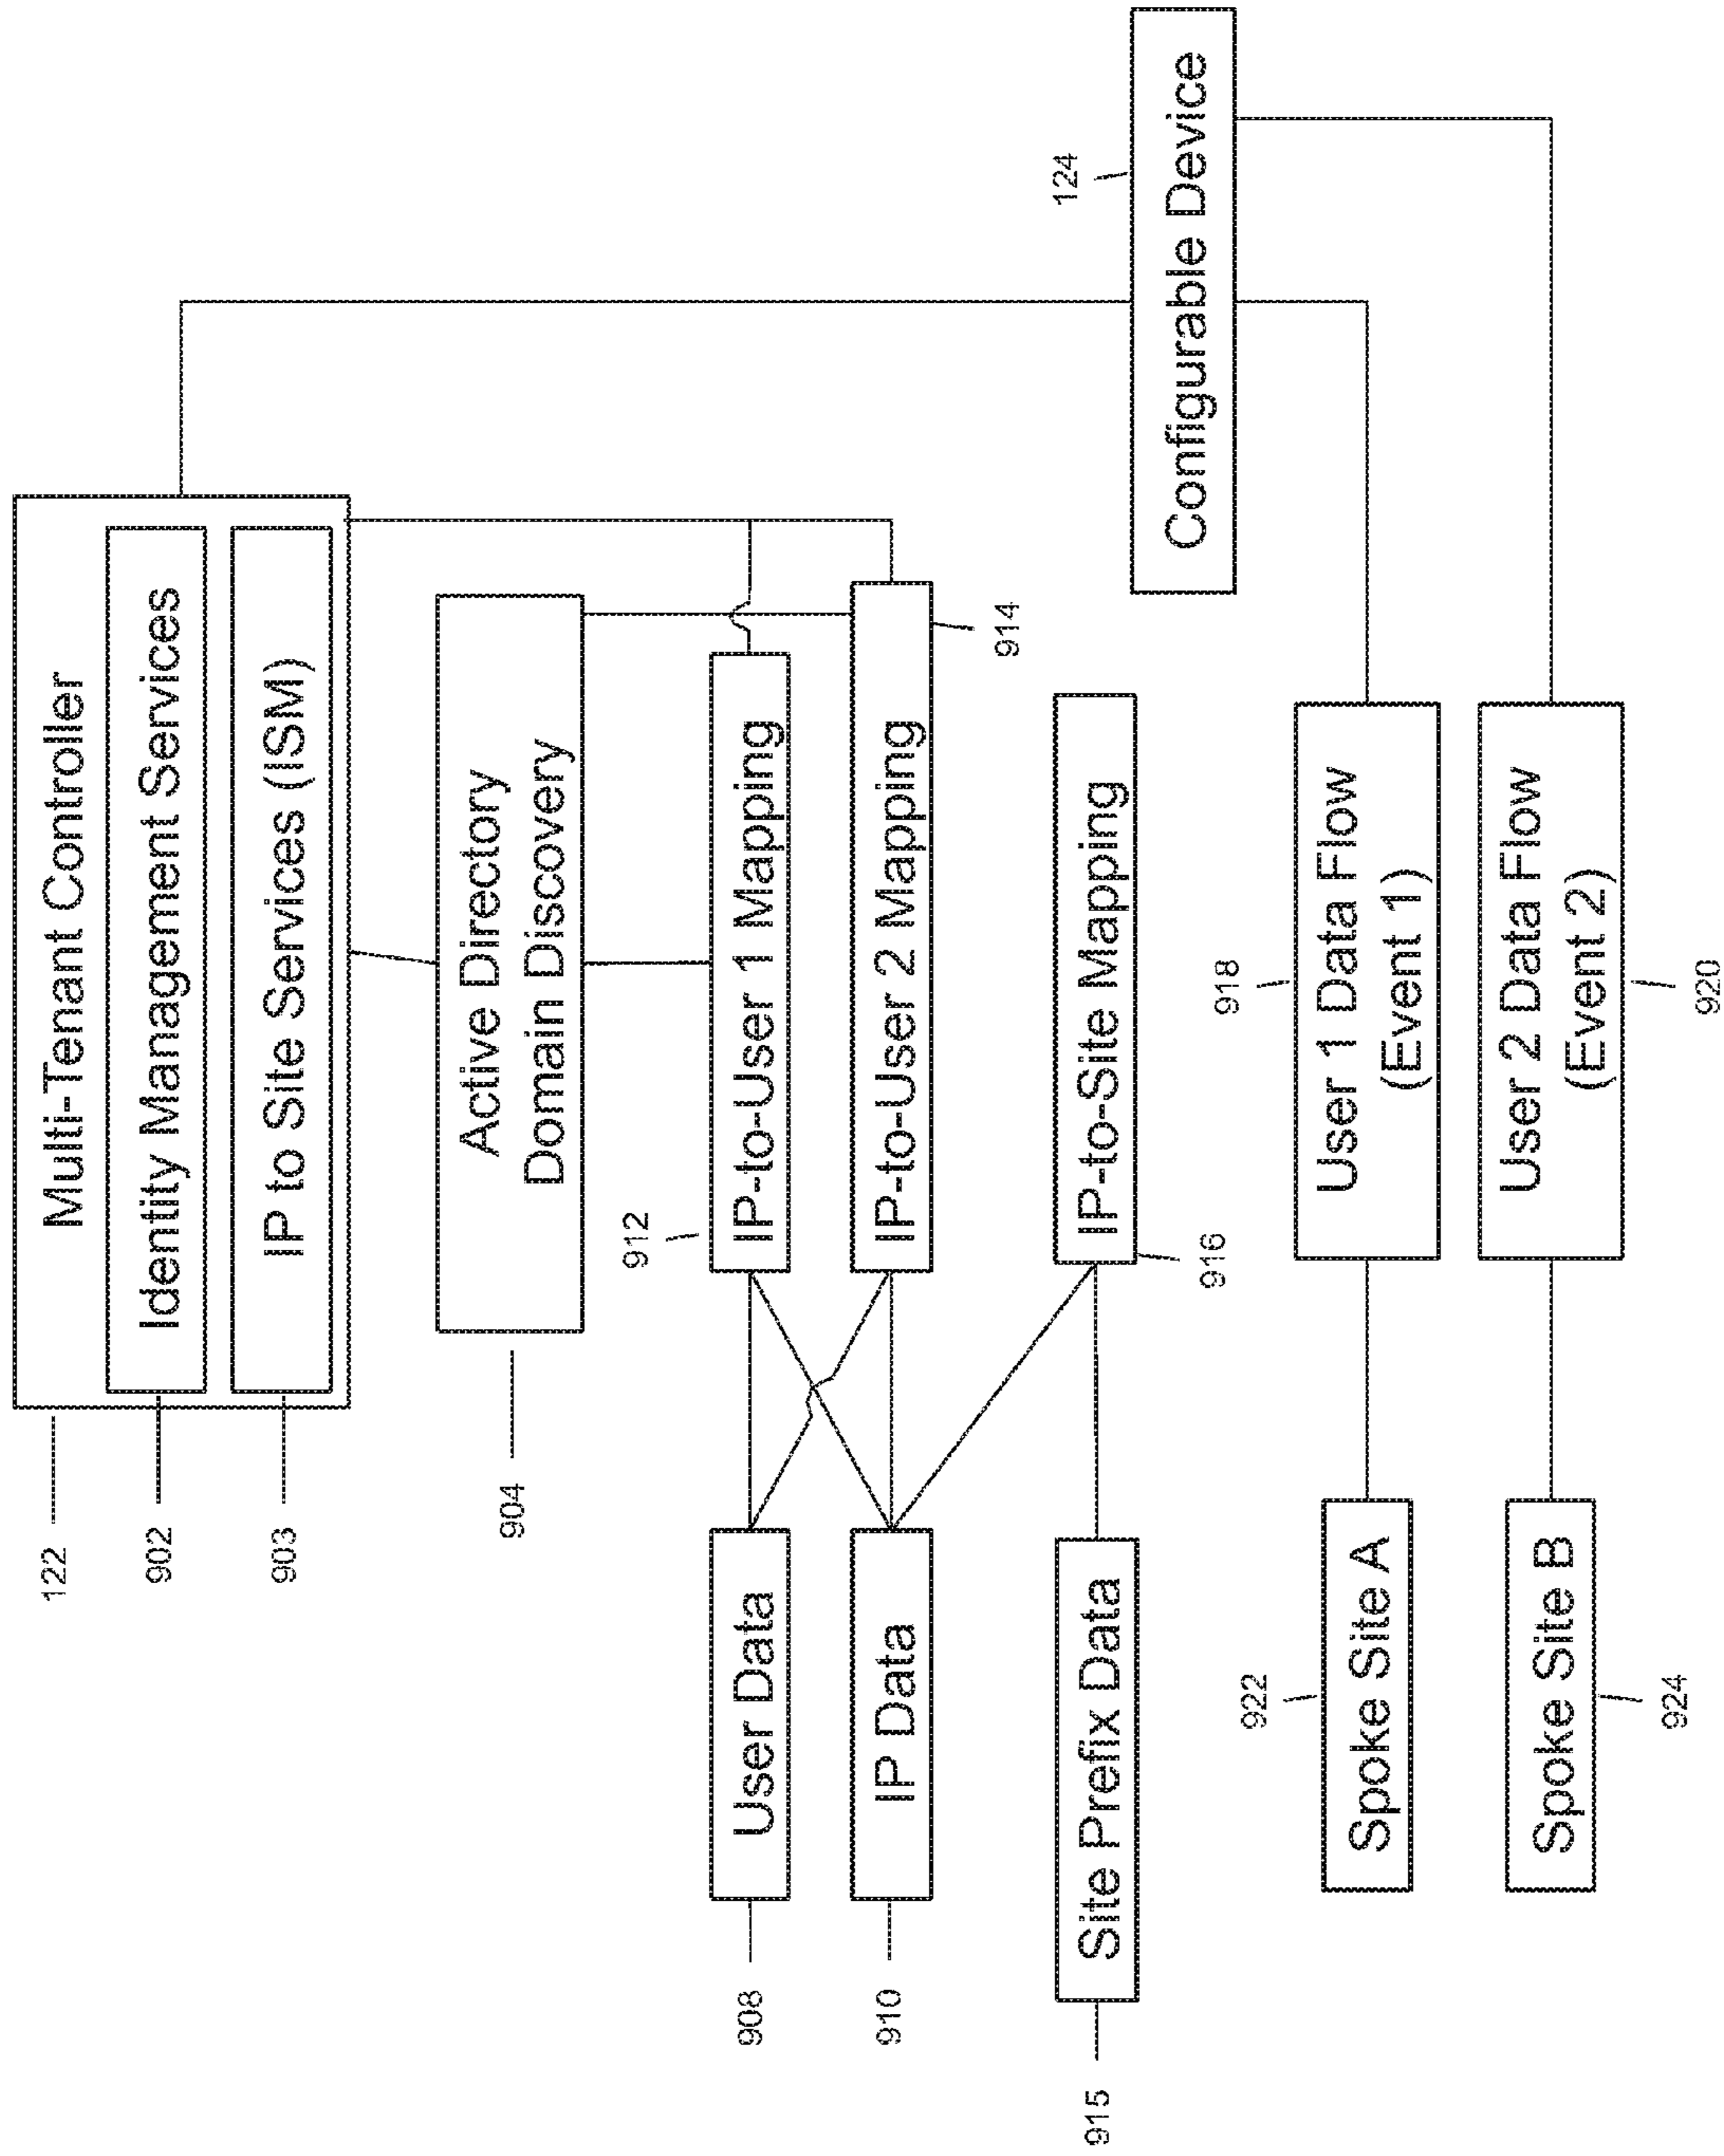 122
Multi-Tenant Controller
902
Identity Management Services
903
IP to Site Services (ISM)
904
Active Directory
Domain Discovery
908
User Data
912
IP-to-User 1 Mapping
910
IP Data
IP-to-User 2 Mapping
914
915
Site Prefix Data
IP-to-Site Mapping
916
124
Configurable Device
922
Spoke Site A
918
User 1 Data Flow
(Event 1)
Spoke Site B
924
User 2 Data Flow
(Event 2)
920